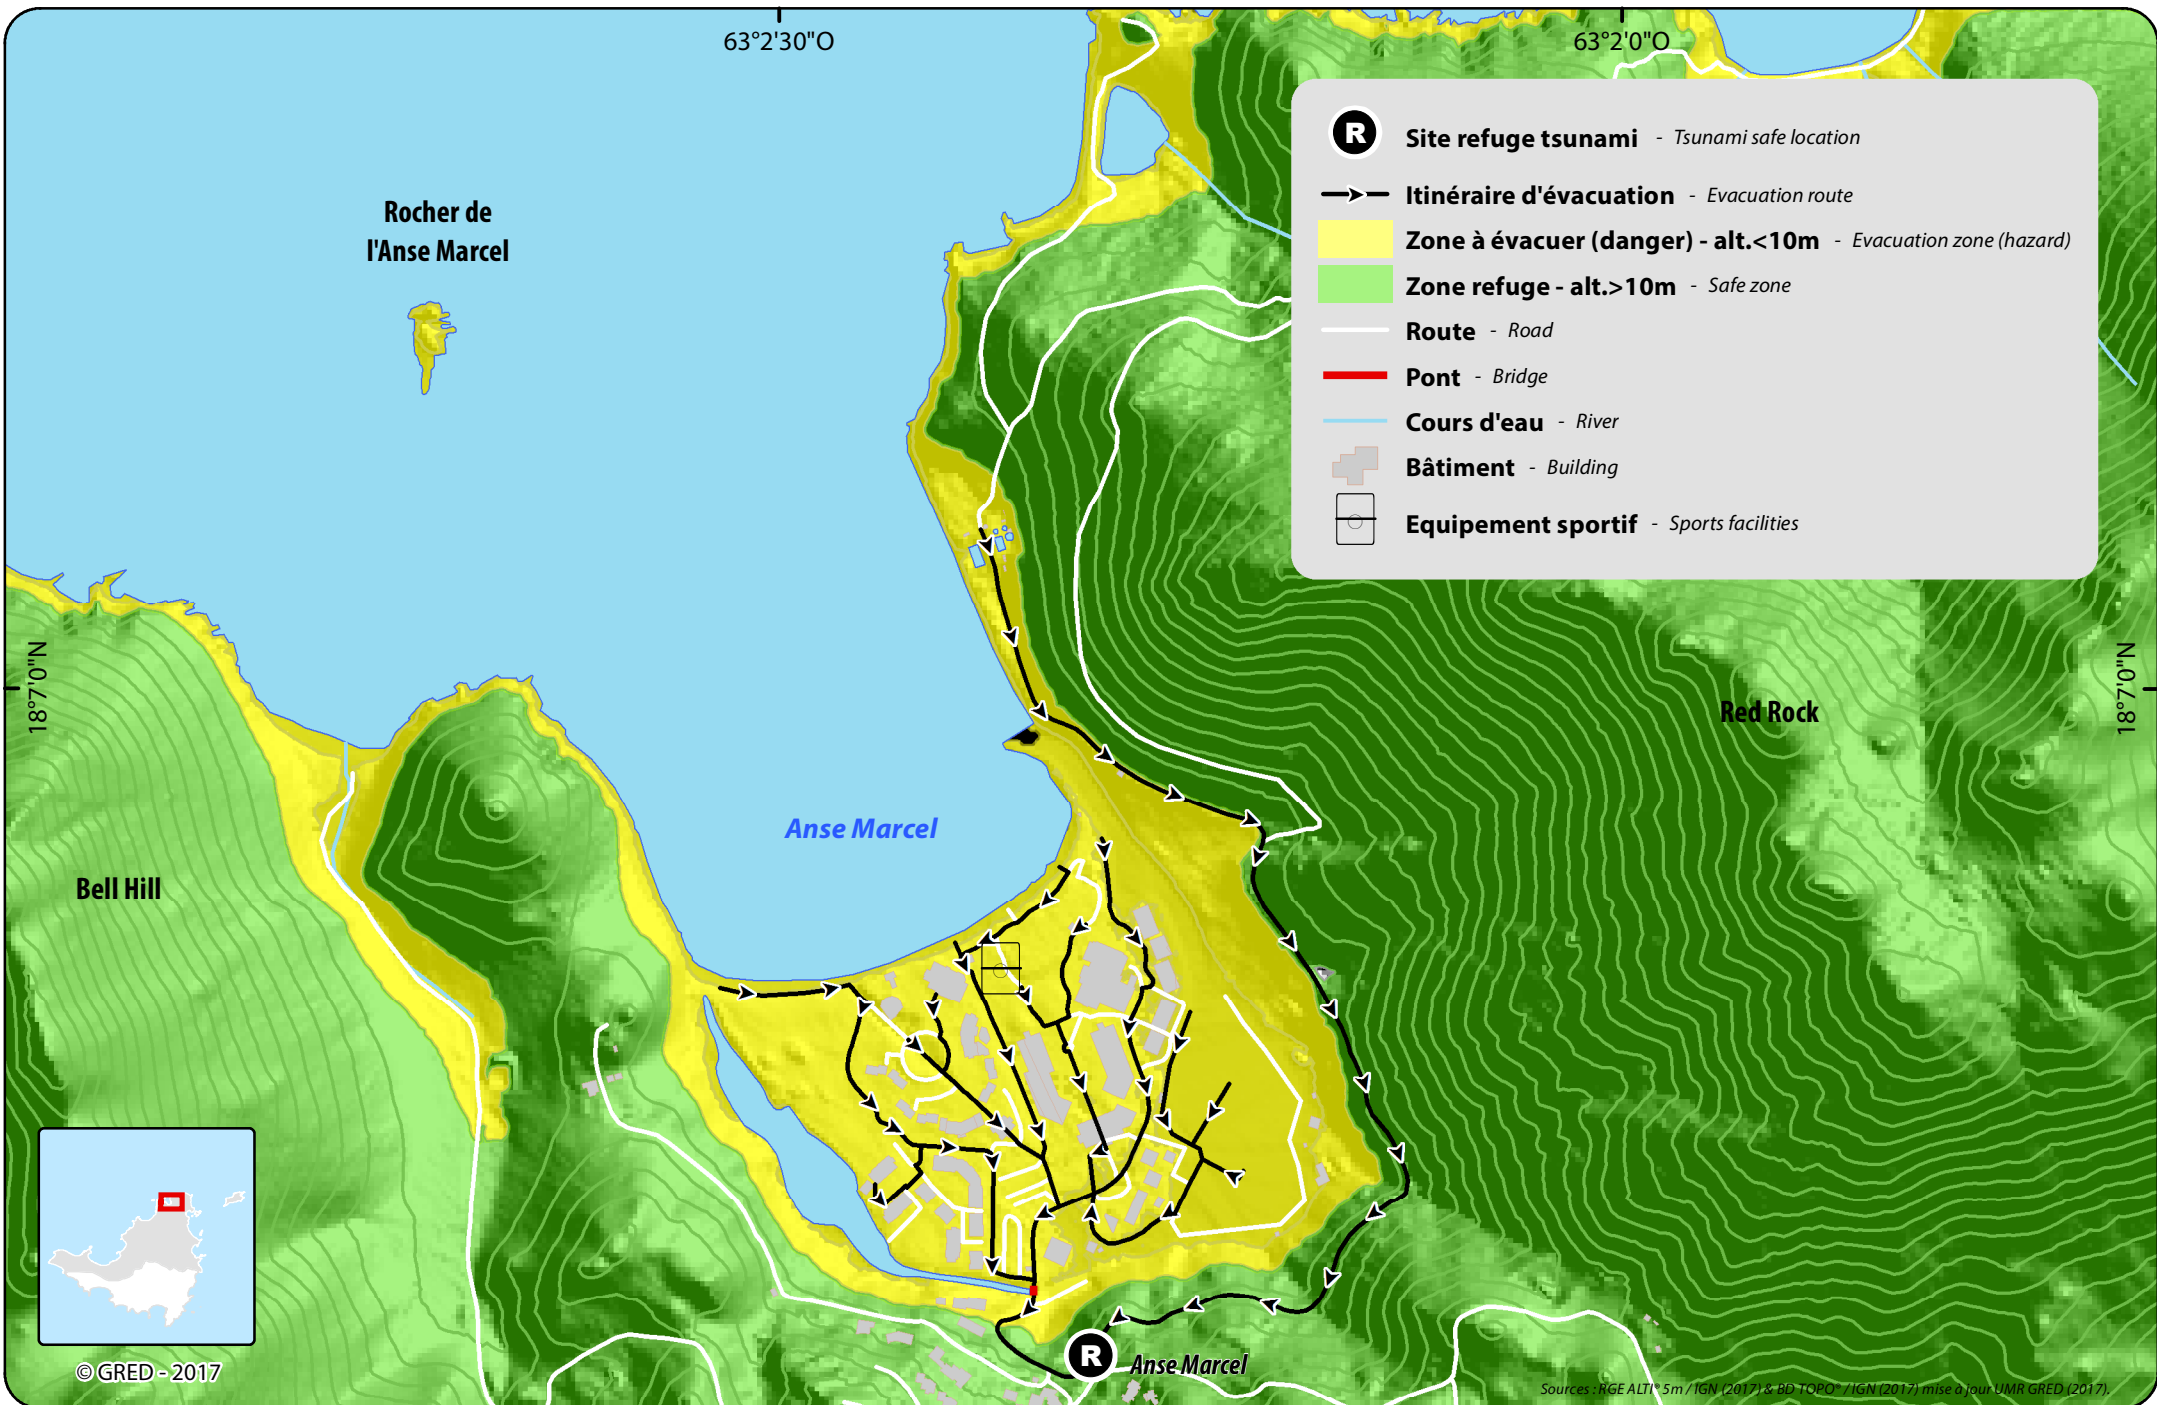 63°2'30"O
63°2'0"O
R
Site refuge tsunami - Tsunami safe location
Itinéraire d'évacuation - Evacuation route
Zone à évacuer (danger) - alt.<10m - Evacuation zone (hazard)
Zone refuge - alt.>10m - Safe zone
Route - Road
Pont - Bridge
Cours d'eau - River
Bâtiment - Building
Equipement sportif - Sports facilities
Rocher de
l'Anse Marcel
18°7'0"N
18°7'0"N
Red Rock
Anse Marcel
Bell Hill
R
Anse Marcel
© GRED - 2017
Sources : RGE ALTI® 5m / IGN (2017) & BD TOPO® / IGN (2017) mise à jour UMR GRED (2017).